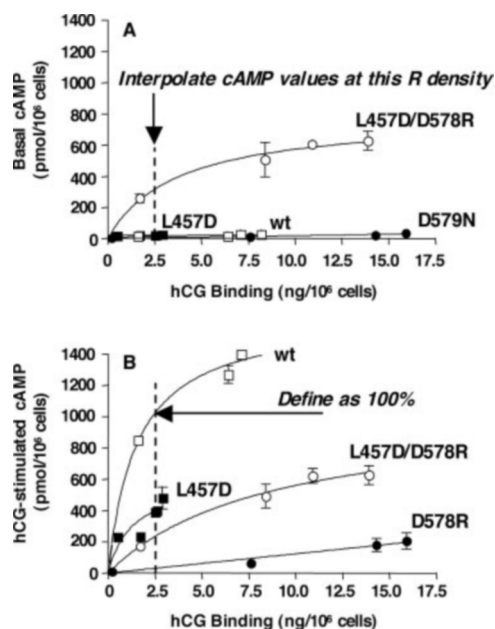 A
Interpolate cAMP values at this R density
L457D/D578R
L457D
wt
D579N
Basal cAMP
(pmol/10⁶ cells)
1400
1200
1000
800
600
400
200
0
0 2.5 5.0 7.5 10.0 12.5 15.0 17.5
hCG Binding (ng/10⁶ cells)
B
wt
Define as 100%
L457D/D578R
L457D
D578R
hCG-stimulated cAMP
(pmol/10⁶ cells)
1400
1200
1000
800
600
400
200
0
0 2.5 5.0 7.5 10.0 12.5 15.0 17.5
hCG Binding (ng/10⁶ cells)